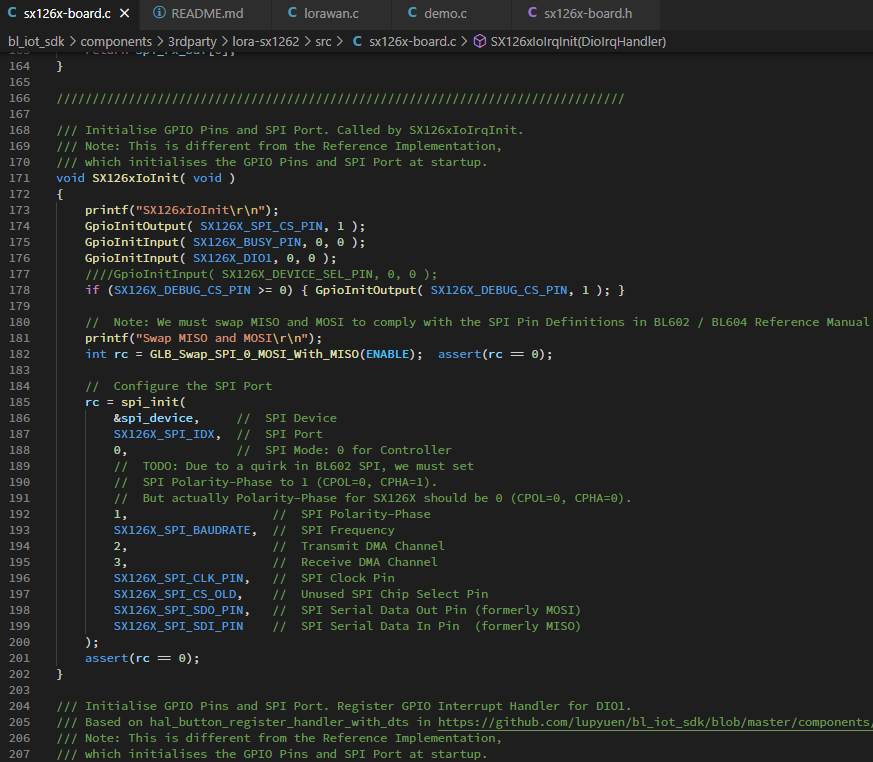 sx126x-board.c README.md lorawan.c demo.c sx126x-board.h
bl_iot_sdk > components > 3rdparty > lora-sx1262 > src > sx126x-board.c > SX126xIoIrqInit(DioIrqHandler)
164 }
165
166 ///////////////////////////////////////////////////////////////////////////////
167
168 /// Initialise GPIO Pins and SPI Port. Called by SX126xIoIrqInit.
169 /// Note: This is different from the Reference Implementation,
170 /// which initialises the GPIO Pins and SPI Port at startup.
171 void SX126xIoInit( void )
172 {
173 printf("SX126xIoInit\r\n");
174 GpioInitOutput( SX126X_SPI_CS_PIN, 1 );
175 GpioInitInput( SX126X_BUSY_PIN, 0, 0 );
176 GpioInitInput( SX126X_DIO1, 0, 0 );
177 ////GpioInitInput( SX126X_DEVICE_SEL_PIN, 0, 0 );
178 if (SX126X_DEBUG_CS_PIN >= 0) { GpioInitOutput( SX126X_DEBUG_CS_PIN, 1 ); }
179
180 // Note: We must swap MISO and MOSI to comply with the SPI Pin Definitions in BL602 / BL604 Reference Manual
181 printf("Swap MISO and MOSI\r\n");
182 int rc = GLB_Swap_SPI_0_MOSI_With_MISO(ENABLE); assert(rc == 0);
183
184 // Configure the SPI Port
185 rc = spi_init(
186 &spi_device, // SPI Device
187 SX126X_SPI_IDX, // SPI Port
188 0, // SPI Mode: 0 for Controller
189 // TODO: Due to a quirk in BL602 SPI, we must set
190 // SPI Polarity-Phase to 1 (CPOL=0, CPHA=1).
191 // But actually Polarity-Phase for SX126X should be 0 (CPOL=0, CPHA=0).
192 1, // SPI Polarity-Phase
193 SX126X_SPI_BAUDRATE, // SPI Frequency
194 2, // Transmit DMA Channel
195 3, // Receive DMA Channel
196 SX126X_SPI_CLK_PIN, // SPI Clock Pin
197 SX126X_SPI_CS_OLD, // Unused SPI Chip Select Pin
198 SX126X_SPI_SDO_PIN, // SPI Serial Data Out Pin (formerly MOSI)
199 SX126X_SPI_SDI_PIN // SPI Serial Data In Pin (formerly MISO)
200 );
201 assert(rc == 0);
202 }
203
204 /// Initialise GPIO Pins and SPI Port. Register GPIO Interrupt Handler for DIO1.
205 /// Based on hal_button_register_handler_with_dts in https://github.com/lupyuen/bl_iot_sdk/blob/master/components/
206 /// Note: This is different from the Reference Implementation,
207 /// which initialises the GPIO Pins and SPI Port at startup.